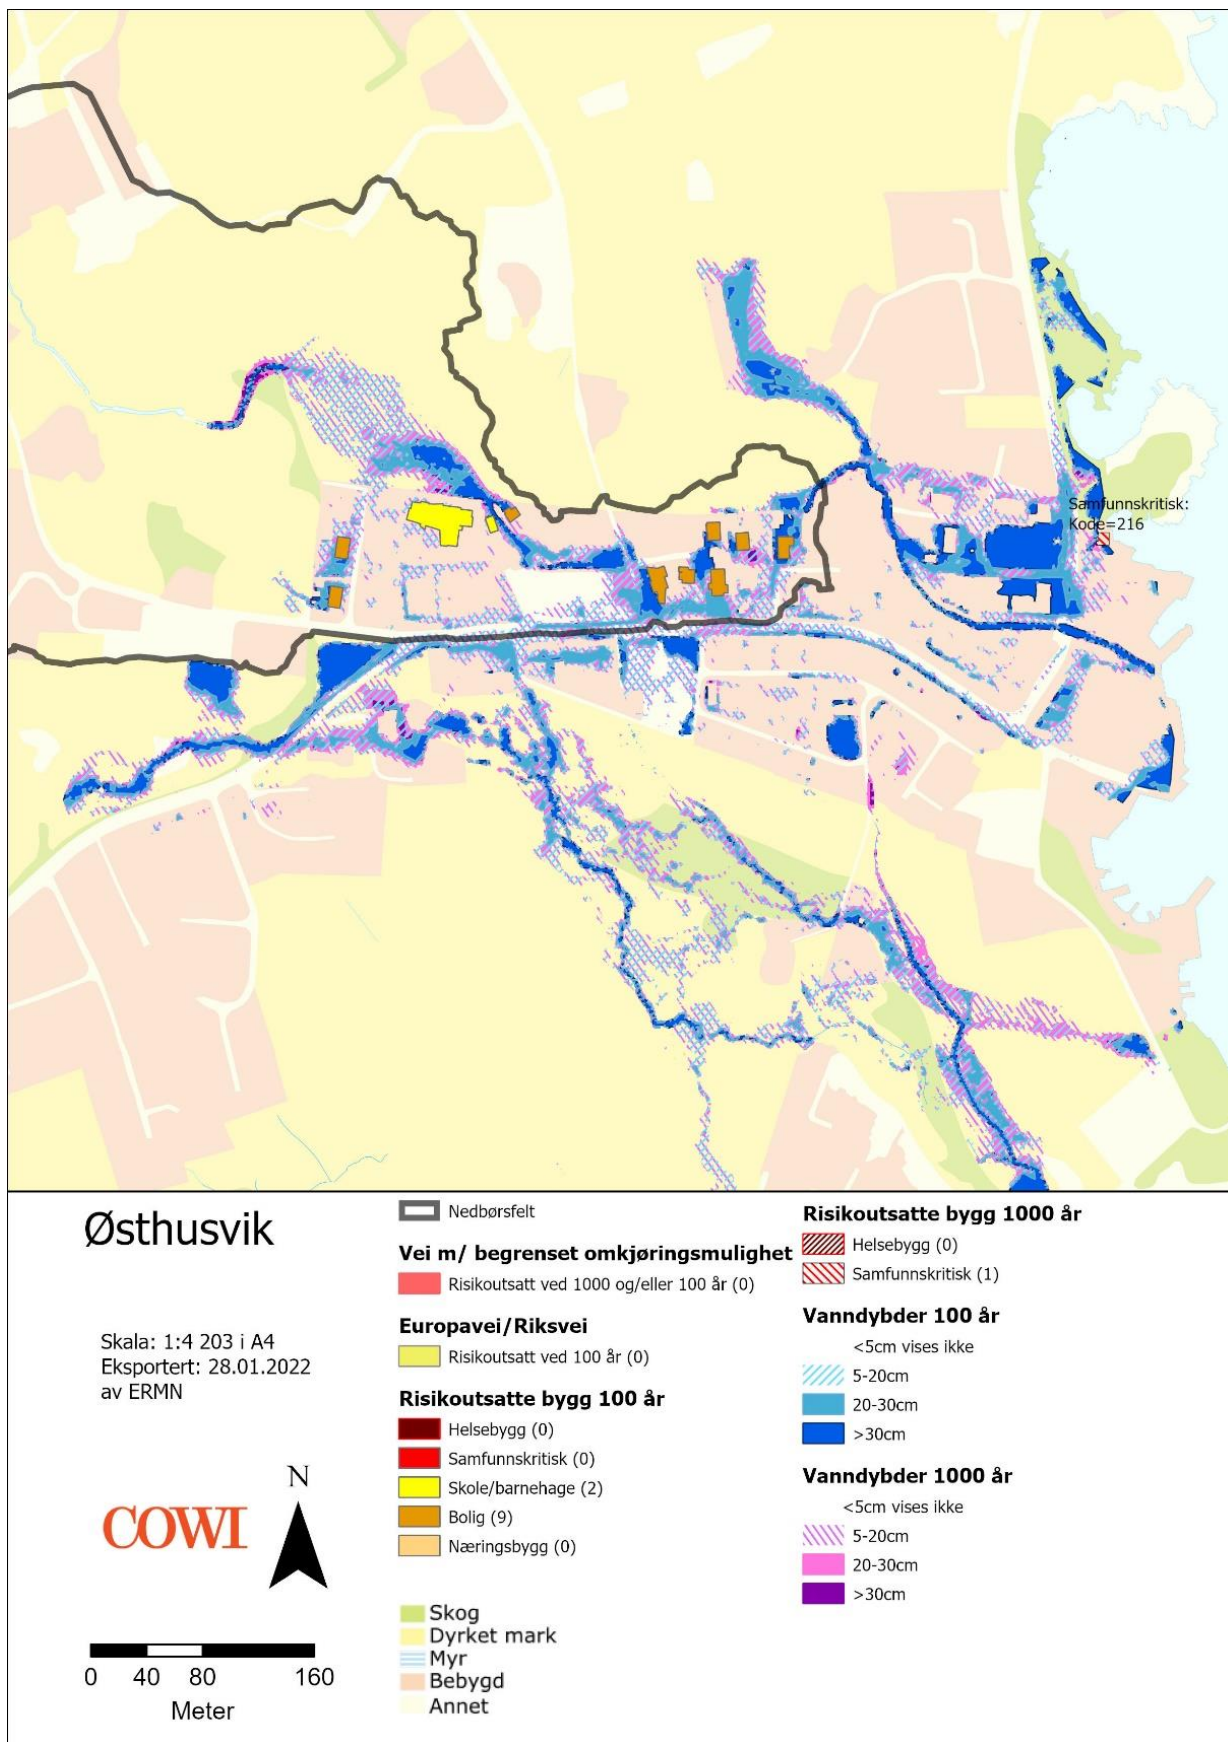 Samfunnskritisk:
Kode=216
Østhusvik
Skala: 1:4 203 i A4
Eksportert: 28.01.2022
av ERMN
COWI
N
0 40 80 160
Meter
Nedbørsfelt
Vei m/ begrenset omkjøringsmulighet
Risikoutsatt ved 1000 og/eller 100 år (0)
Europavei/Riksvei
Risikoutsatt ved 100 år (0)
Risikoutsatte bygg 100 år
Helsebygg (0)
Samfunnskritisk (0)
Skole/barnehage (2)
Bolig (9)
Næringsbygg (0)
Skog
Dyrket mark
Myr
Bebygd
Annet
Risikoutsatte bygg 1000 år
Helsebygg (0)
Samfunnskritisk (1)
Vanndybder 100 år
<5cm vises ikke
5-20cm
20-30cm
>30cm
Vanndybder 1000 år
<5cm vises ikke
5-20cm
20-30cm
>30cm